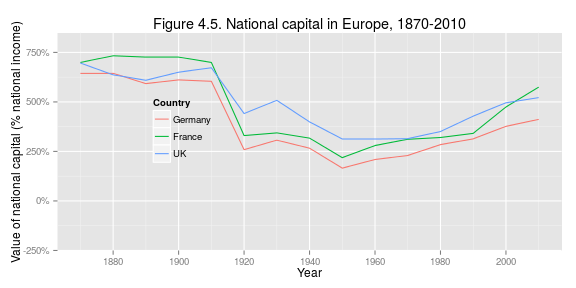 Figure 4.5. National capital in Europe, 1870-2010
Value of national capital (% national income)
750%
500%
250%
0%
-250%
Country
Germany
France
UK
1880 1900 1920 1940 1960 1980 2000
Year